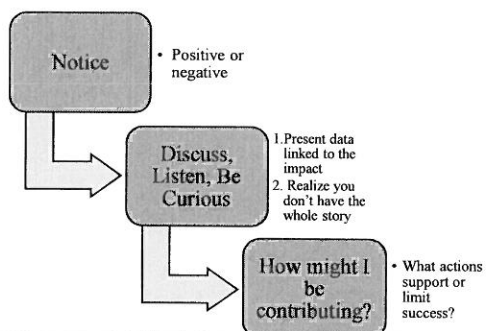 Notice
• Positive or
negative
Discuss,
Listen, Be
Curious
1.Present data
linked to the
impact
2. Realize you
don't have the
whole story
How might I
be
contributing?
• What actions
support or
limit
success?